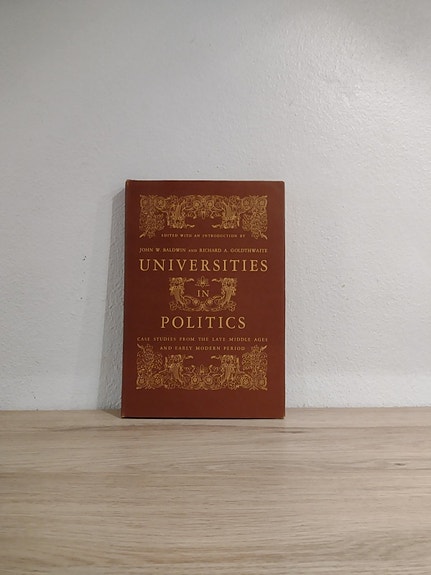 EDITED WITH AN INTRODUCTION BY
JOHN W. BALDWIN AND RICHARD A. GOLDTHWAITE
UNIVERSITIES
IN
POLITICS
CASE STUDIES FROM THE LATE MIDDLE AGES
AND EARLY MODERN PERIOD